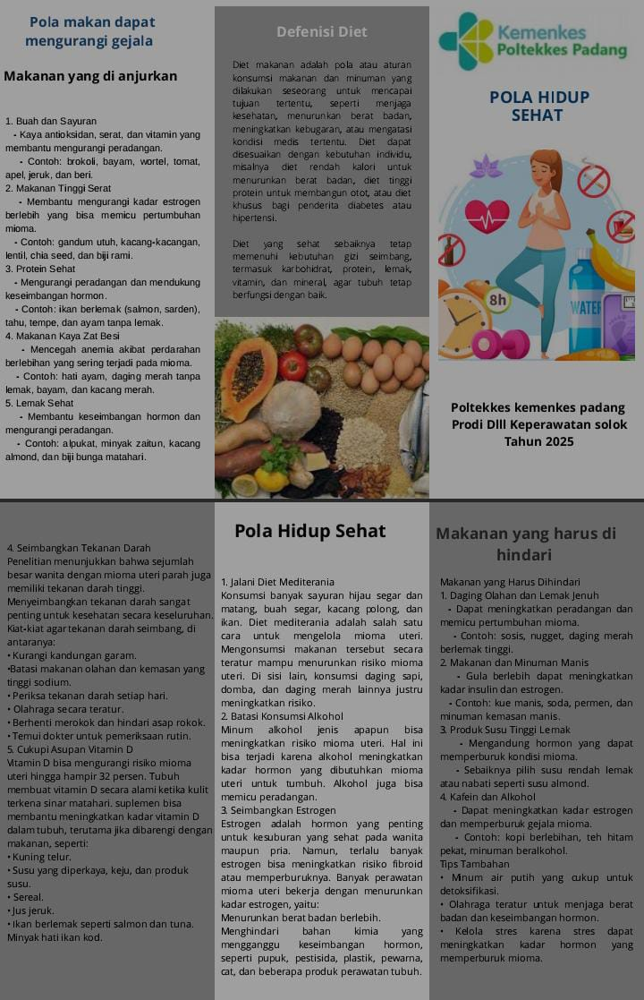 Pola makan dapat
mengurangi gejala
Makanan yang di anjurkan
1. Buah dan Sayuran
- Kaya antioksidan, serat, dan vitamin yang
membantu mengurangi peradangan.
- Contoh: brokoli, bayam, wortel, tomat,
apel, jeruk, dan beri.
2. Makanan Tinggi Serat
- Membantu mengurangi kadar estrogen
berlebih yang bisa memicu pertumbuhan
mioma.
- Contoh: gandum utuh, kacang-kacangan,
lentil, chia seed, dan biji rami.
3. Protein Sehat
- Mengurangi peradangan dan mendukung
keseimbangan hormon.
- Contoh: ikan berlemak (salmon, sarden),
tahu, tempe, dan ayam tanpa lemak.
4. Makanan Kaya Zat Besi
- Mencegah anemia akibat perdarahan
berlebihan yang sering terjadi pada mioma.
- Contoh: hati ayam, daging merah tanpa
lemak, bayam, dan kacang merah.
5. Lemak Sehat
- Membantu keseimbangan hormon dan
mengurangi peradangan.
- Contoh: alpukat, minyak zaitun, kacang
almond, dan biji bunga matahari.
Defenisi Diet
Diet makanan adalah pola atau aturan
konsumsi makanan dan minuman yang
dilakukan seseorang untuk mencapai
tujuan tertentu, seperti menjaga
kesehatan, menurunkan berat badan,
meningkatkan kebugaran, atau mengatasi
kondisi medis tertentu. Diet dapat
disesuaikan dengan kebutuhan individu,
misalnya diet rendah kalori untuk
menurunkan berat badan, diet tinggi
protein untuk membangun otot, atau diet
khusus bagi penderita diabetes atau
hipertensi.
Diet yang sehat sebaiknya tetap
memenuhi kebutuhan gizi seimbang,
termasuk karbohidrat, protein, lemak,
vitamin, dan mineral, agar tubuh tetap
berfungsi dengan baik.
Kemenkes
Poltekkes Padang
POLA HIDUP
SEHAT
8h
WATER
Poltekkes kemenkes padang
Prodi Dlll Keperawatan solok
Tahun 2025
4. Seimbangkan Tekanan Darah
Penelitian menunjukkan bahwa sejumlah
besar wanita dengan mioma uteri parah juga
memiliki tekanan darah tinggi.
Menyeimbangkan tekanan darah sangat
penting untuk kesehatan secara keseluruhan.
Kiat-kiat agar tekanan darah seimbang, di
antaranya:
• Kurangi kandungan garam.
•Batasi makanan olahan dan kemasan yang
tinggi sodium.
• Periksa tekanan darah setiap hari.
• Olahraga secara teratur.
• Berhenti merokok dan hindari asap rokok.
• Temui dokter untuk pemeriksaan rutin.
5. Cukupi Asupan Vitamin D
Vitamin D bisa mengurangi risiko mioma
uteri hingga hampir 32 persen. Tubuh
membuat vitamin D secara alami ketika kulit
terkena sinar matahari. suplemen bisa
membantu meningkatkan kadar vitamin D
dalam tubuh, terutama jika dibarengi dengan
makanan, seperti:
• Kuning telur.
• Susu yang diperkaya, keju, dan produk
susu.
• Sereal.
• Jus jeruk.
• Ikan berlemak seperti salmon dan tuna.
Minyak hati ikan kod.
Pola Hidup Sehat
1. Jalani Diet Mediterania
Konsumsi banyak sayuran hijau segar dan
matang, buah segar, kacang polong, dan
ikan. Diet mediterania adalah salah satu
cara untuk mengelola mioma uteri.
Mengonsumsi makanan tersebut secara
teratur mampu menurunkan risiko mioma
uteri. Di sisi lain, konsumsi daging sapi,
domba, dan daging merah lainnya justru
meningkatkan risiko.
2. Batasi Konsumsi Alkohol
Minum alkohol jenis apapun bisa
meningkatkan risiko mioma uteri. Hal ini
bisa terjadi karena alkohol meningkatkan
kadar hormon yang dibutuhkan mioma
uteri untuk tumbuh. Alkohol juga bisa
memicu peradangan.
3. Seimbangkan Estrogen
Estrogen adalah hormon yang penting
untuk kesuburan yang sehat pada wanita
maupun pria. Namun, terlalu banyak
estrogen bisa meningkatkan risiko fibroid
atau memperburuknya. Banyak perawatan
mioma uteri bekerja dengan menurunkan
kadar estrogen, yaitu:
Menurunkan berat badan berlebih.
Menghindari bahan kimia yang
mengganggu keseimbangan hormon,
seperti pupuk, pestisida, plastik, pewarna,
cat, dan beberapa produk perawatan tubuh.
Makanan yang harus di
hindari
Makanan yang Harus Dihindari
1. Daging Olahan dan Lemak Jenuh
- Dapat meningkatkan peradangan dan
memicu pertumbuhan mioma.
- Contoh: sosis, nugget, daging merah
berlemak tinggi.
2. Makanan dan Minuman Manis
- Gula berlebih dapat meningkatkan
kadar insulin dan estrogen.
- Contoh: kue manis, soda, permen, dan
minuman kemasan manis.
3. Produk Susu Tinggi Lemak
- Mengandung hormon yang dapat
memperburuk kondisi mioma.
- Sebaiknya pilih susu rendah lemak
atau nabati seperti susu almond.
4. Kafein dan Alkohol
- Dapat meningkatkan kadar estrogen
dan memperburuk gejala mioma.
- Contoh: kopi berlebihan, teh hitam
pekat, minuman beralkohol.
Tips Tambahan
• Minum air putih yang cukup untuk
detoksifikasi.
• Olahraga teratur untuk menjaga berat
badan dan keseimbangan hormon.
• Kelola stres karena stres dapat
meningkatkan kadar hormon yang
memperburuk mioma.